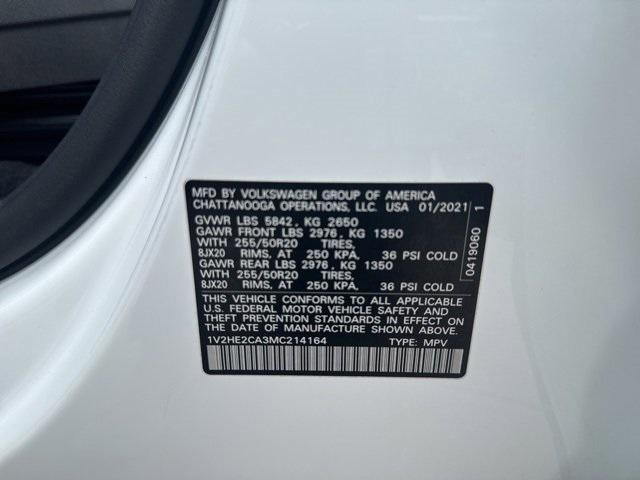 MFD BY VOLKSWAGEN GROUP OF AMERICA
CHATTANOOGA OPERATIONS, LLC. USA 01/2021
GVWR LBS 5842, KG 2650
GAWR FRONT LBS 2976, KG 1350
WITH 255/50R20 TIRES,
8JX20 RIMS, AT 250 KPA, 36 PSI COLD
GAWR REAR LBS 2976, KG 1350
WITH 255/50R20 TIRES,
8JX20 RIMS, AT 250 KPA, 36 PSI COLD
THIS VEHICLE CONFORMS TO ALL APPLICABLE
U.S. FEDERAL MOTOR VEHICLE SAFETY AND
THEFT PREVENTION STANDARDS IN EFFECT ON
THE DATE OF MANUFACTURE SHOWN ABOVE.
1V2HE2CA3MC214164 TYPE: MPV
0419060 1